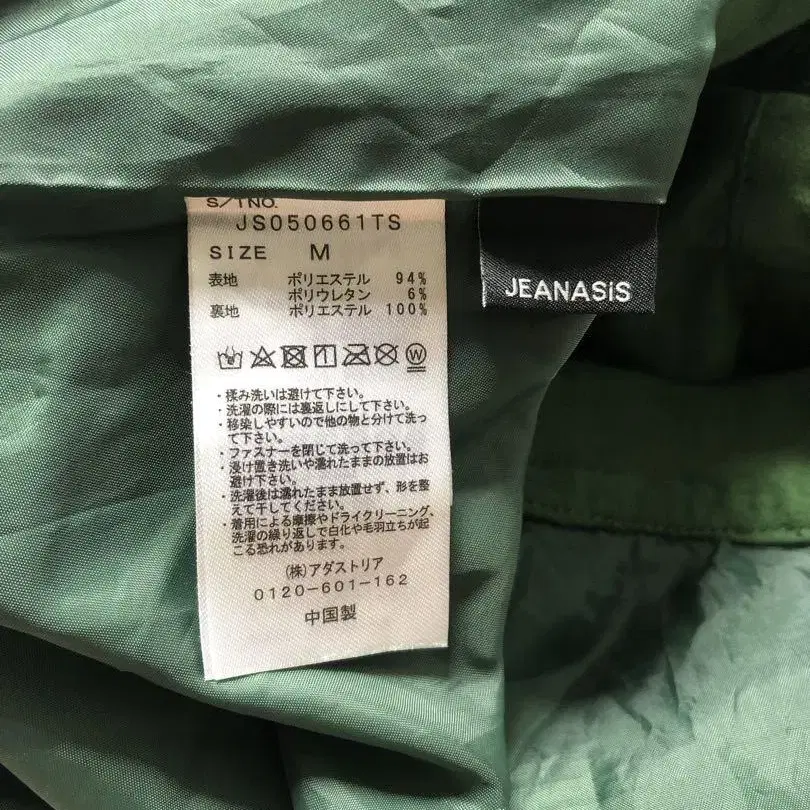 S/TNO.
JS050661TS
SIZE M
表地 ポリエステル 94%
ポリウレタン 6%
裏地 ポリエステル 100%
W
・揉み洗いは避けて下さい。
・洗濯の際には裏返しにして下さい。
・移染しやすいので他の物と分けて洗っ
て下さい。
・ファスナーを閉じて洗って下さい。
・浸け置き洗いや濡れたままの放置はお
避け下さい。
・洗濯後は濡れたまま放置せず、形を整
えて干してください。
・着用による摩擦やドライクリーニング、
洗濯の繰り返しで白化や毛羽立ちが起
こる恐れがあります。
(株)アダストリア
0120-601-162
中国製
JEANASiS